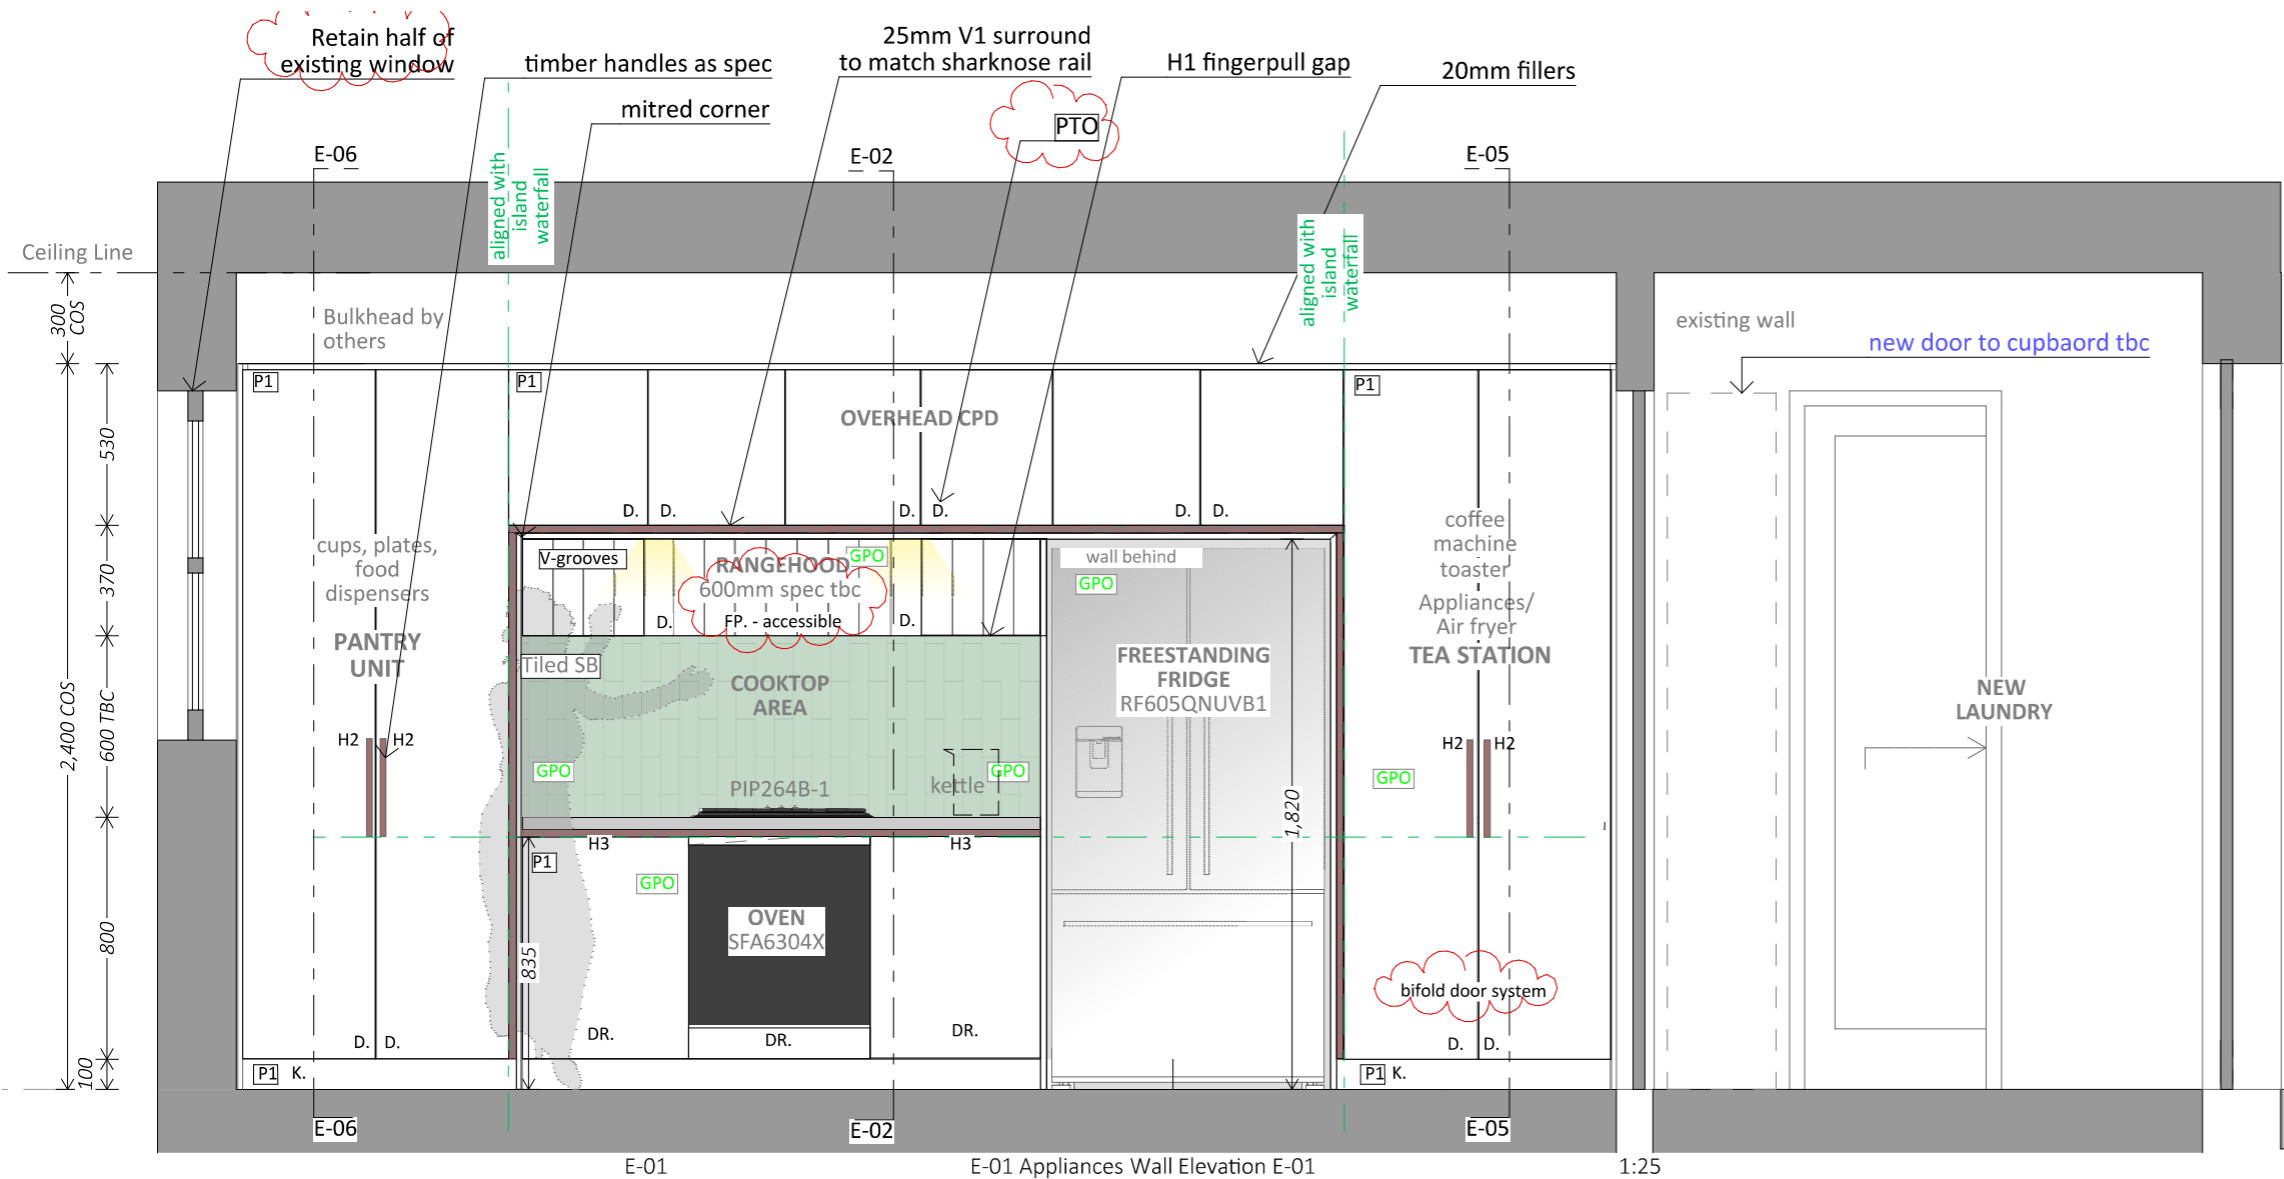 Retain half of
existing window
timber handles as spec
mitred corner
25mm V1 surround
to match sharknose rail
PTO
H1 fingerpull gap
20mm fillers
E-06
E-02
E-05
aligned with
island
waterfall
aligned with
island
waterfall
Ceiling Line
300
COS
Bulkhead by
others
existing wall
new door to cupbaord tbc
P1
P1
P1
OVERHEAD CPD
530
D. D.
D. D.
D. D.
cups, plates,
food
dispensers
PANTRY
UNIT
V-grooves
RANGEHOOD
600mm spec tbc
FP. - accessible
GPO
D.
D.
wall behind
GPO
coffee
machine
toaster
Appliances/
Air fryer
TEA STATION
370
Tiled SB
COOKTOP
AREA
FREESTANDING
FRIDGE
RF605QNUVB1
NEW
LAUNDRY
2,400 COS
600 TBC
H2 H2
GPO
PIP264B-1
kettle
GPO
1,820
H2 H2
GPO
H3
H3
P1
GPO
OVEN
SFA6304X
835
800
bifold door system
DR.
DR.
DR.
D. D.
D. D.
100
P1 K.
P1 K.
E-06
E-02
E-05
E-01
E-01 Appliances Wall Elevation E-01
1:25